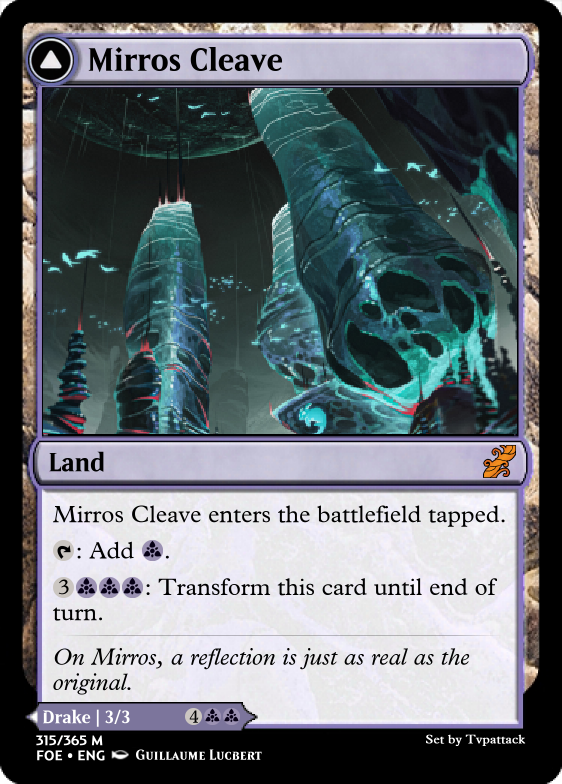 Mirros Cleave
Land
Mirros Cleave enters the battlefield tapped.
: Add .
3: Transform this card until end of
turn.
On Mirros, a reflection is just as real as the
original.
Drake | 3/3 4
315/365 M Set by Tvpattack
FOE • ENG Guillaume Lucbert